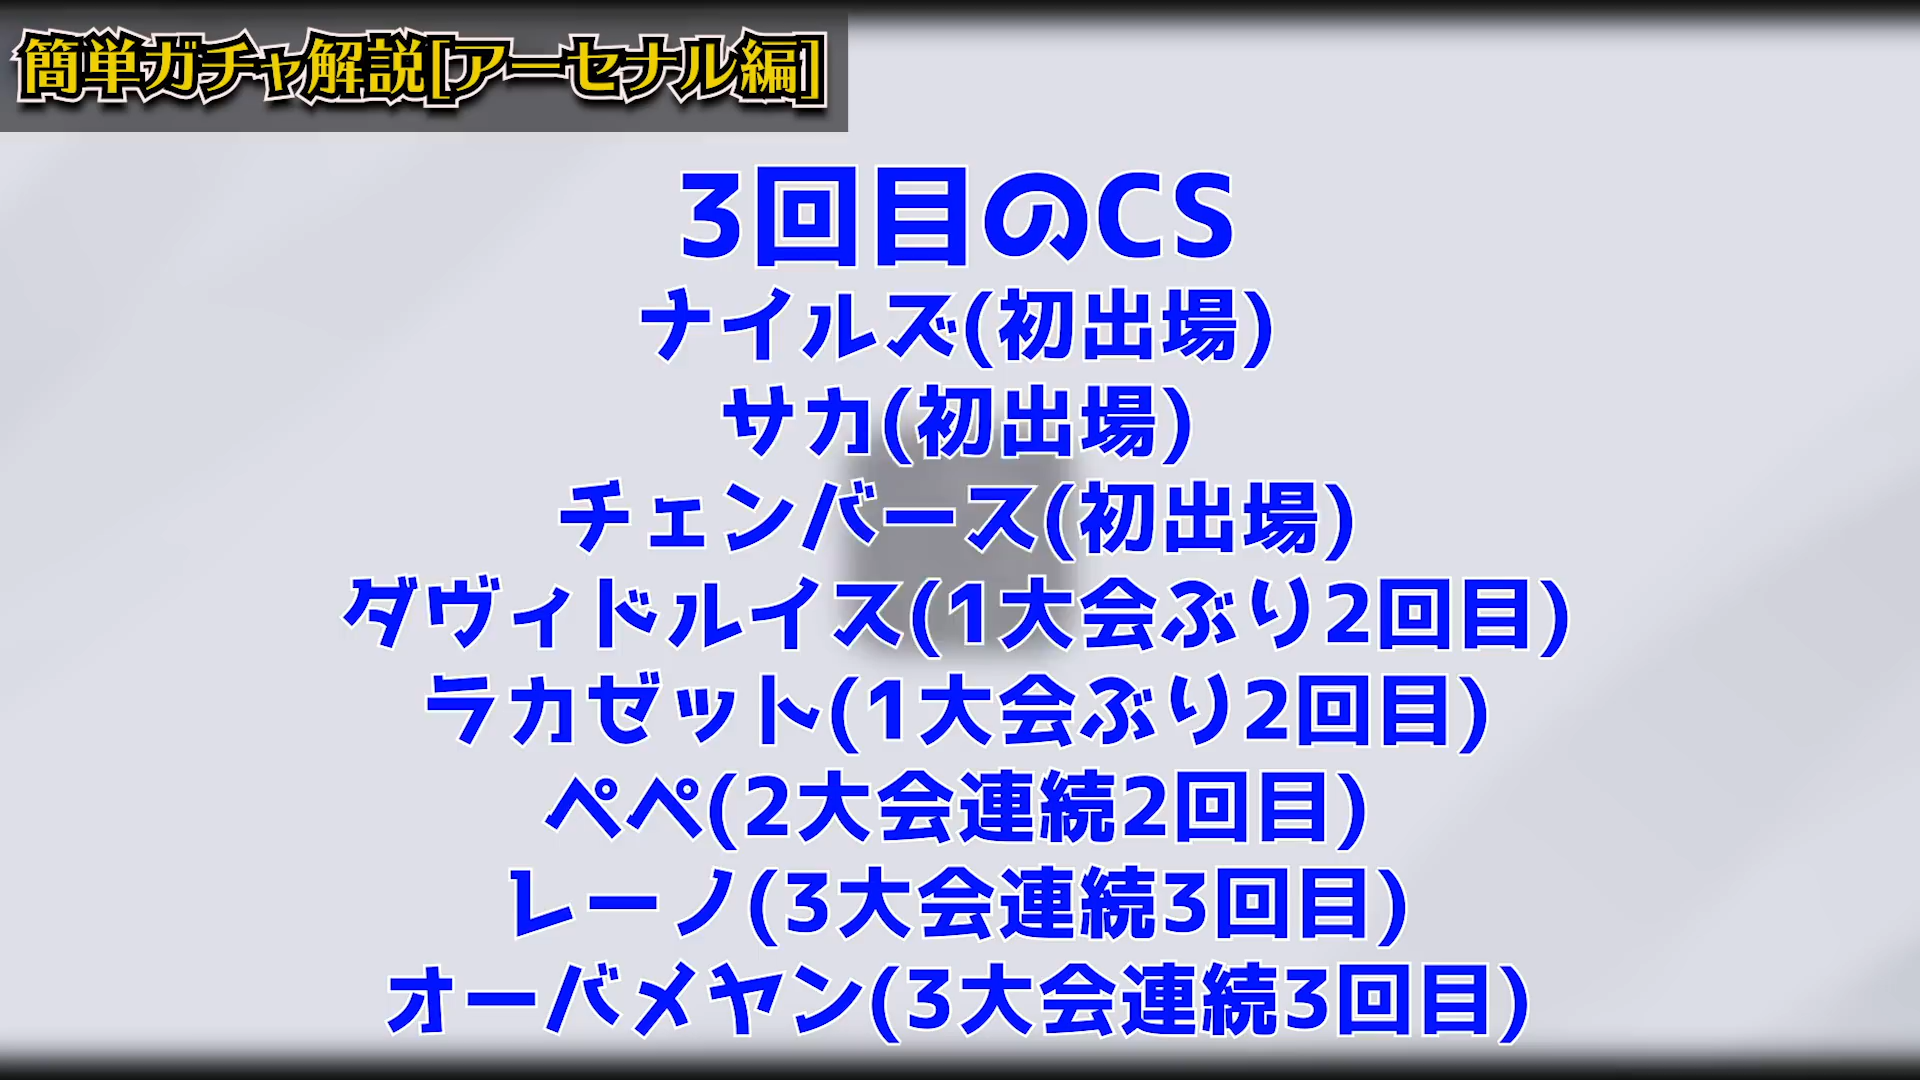 簡単ガチャ解説[アーセナル編]
3回目のCS
ナイルズ(初出場)
サカ(初出場)
チェンバース(初出場)
ダヴィドルイス(1大会ぶり2回目)
ラカゼット(1大会ぶり2回目)
ペペ(2大会連続2回目)
レーノ(3大会連続3回目)
オーバメヤン(3大会連続3回目)